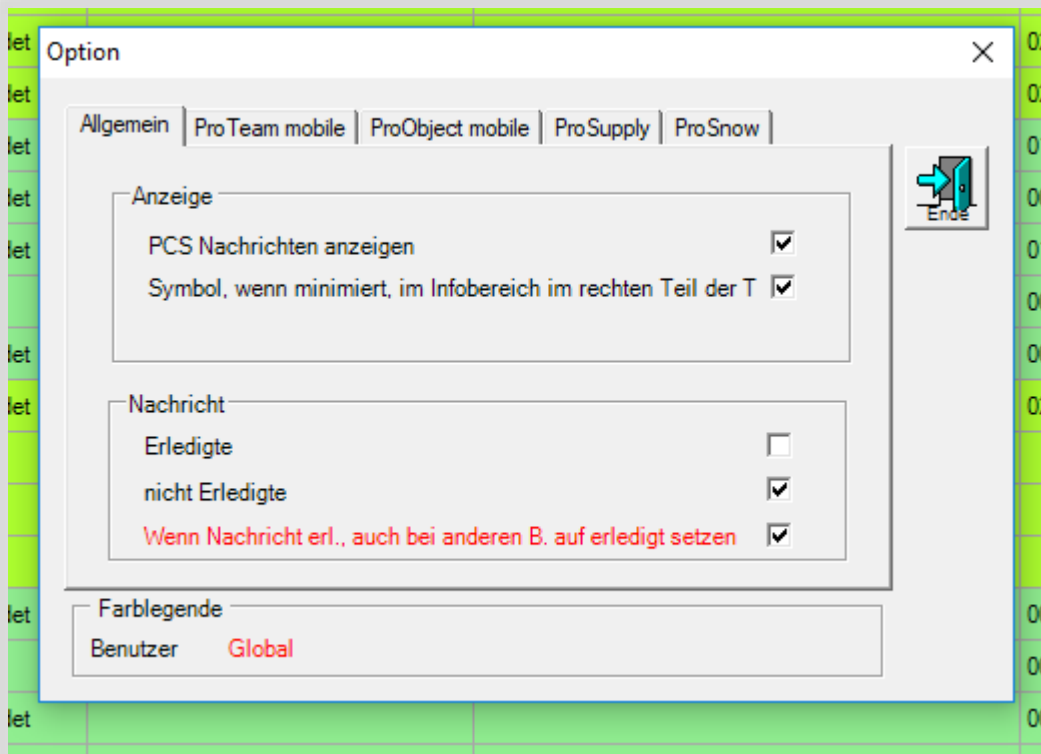 Option
Allgemein
ProTeam mobile
ProObject mobile
ProSupply
ProSnow
Ende
Anzeige
PCS Nachrichten anzeigen
Symbol, wenn minimiert, im Infobereich im rechten Teil der T
Nachricht
Erledigte
nicht Erledigte
Wenn Nachricht erl., auch bei anderen B. auf erledigt setzen
Farblegende
Benutzer Global